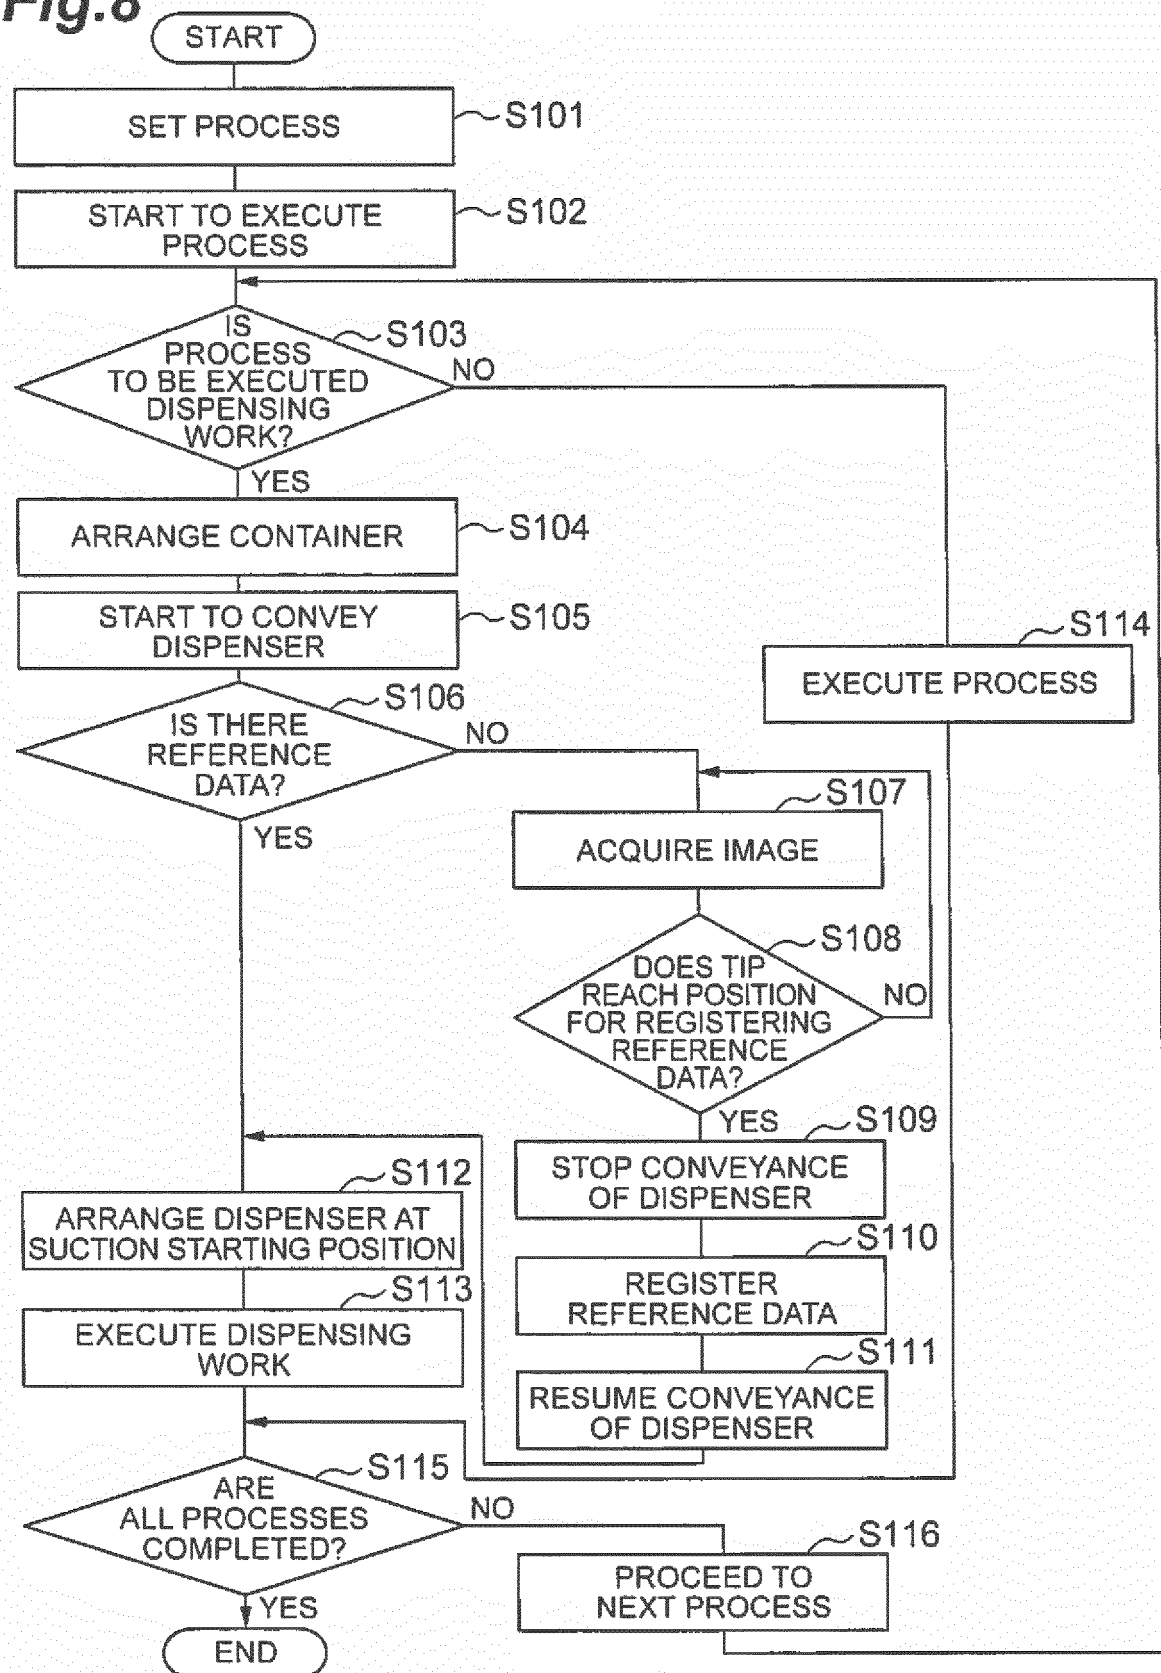 Fig.8
START
SET PROCESS
S101
START TO EXECUTE
PROCESS
S102
IS
PROCESS
TO BE EXECUTED
DISPENSING
WORK?
S103
NO
YES
ARRANGE CONTAINER
S104
START TO CONVEY
DISPENSER
S105
S114
EXECUTE PROCESS
IS THERE
REFERENCE
DATA?
S106
NO
YES
S107
ACQUIRE IMAGE
S108
DOES TIP
REACH POSITION
FOR REGISTERING
REFERENCE
DATA?
NO
YES
S109
STOP CONVEYANCE
OF DISPENSER
S110
REGISTER
REFERENCE DATA
S111
RESUME CONVEYANCE
OF DISPENSER
S112
ARRANGE DISPENSER AT
SUCTION STARTING POSITION
S113
EXECUTE DISPENSING
WORK
S115
ARE
ALL PROCESSES
COMPLETED?
NO
YES
S116
PROCEED TO
NEXT PROCESS
END